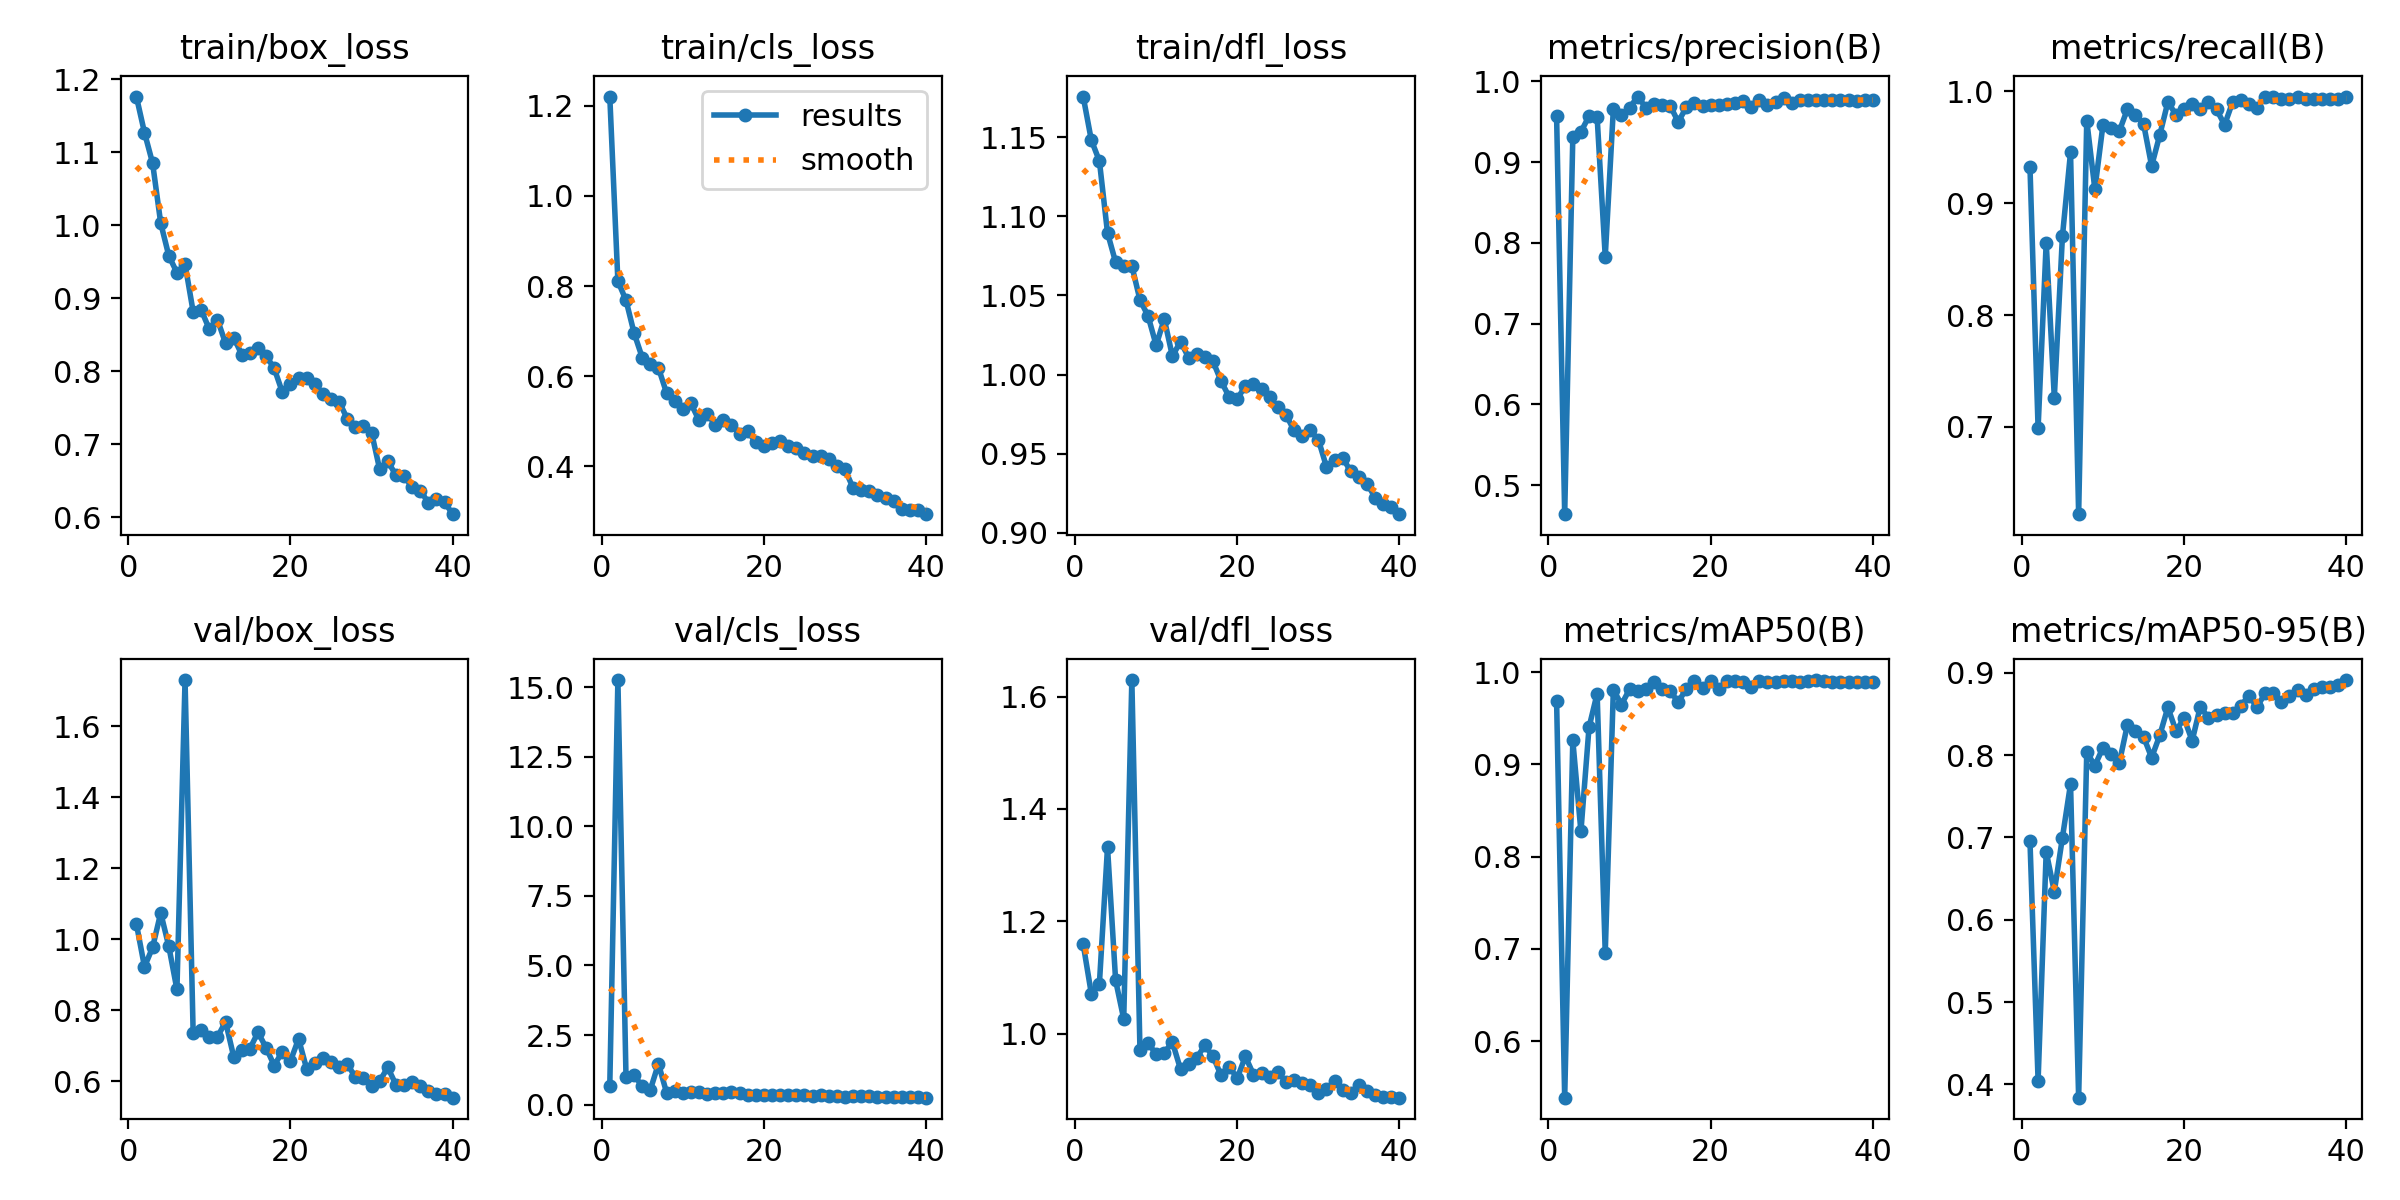 train/box_loss
1.2
1.1
1.0
0.9
0.8
0.7
0.6
0 20 40
train/cls_loss
results
smooth
1.2
1.0
0.8
0.6
0.4
0 20 40
train/dfl_loss
1.15
1.10
1.05
1.00
0.95
0.90
0 20 40
metrics/precision(B)
1.0
0.9
0.8
0.7
0.6
0.5
0 20 40
metrics/recall(B)
1.0
0.9
0.8
0.7
0 20 40
val/box_loss
1.6
1.4
1.2
1.0
0.8
0.6
0 20 40
val/cls_loss
15.0
12.5
10.0
7.5
5.0
2.5
0.0
0 20 40
val/dfl_loss
1.6
1.4
1.2
1.0
0 20 40
metrics/mAP50(B)
1.0
0.9
0.8
0.7
0.6
0 20 40
metrics/mAP50-95(B)
0.9
0.8
0.7
0.6
0.5
0.4
0 20 40